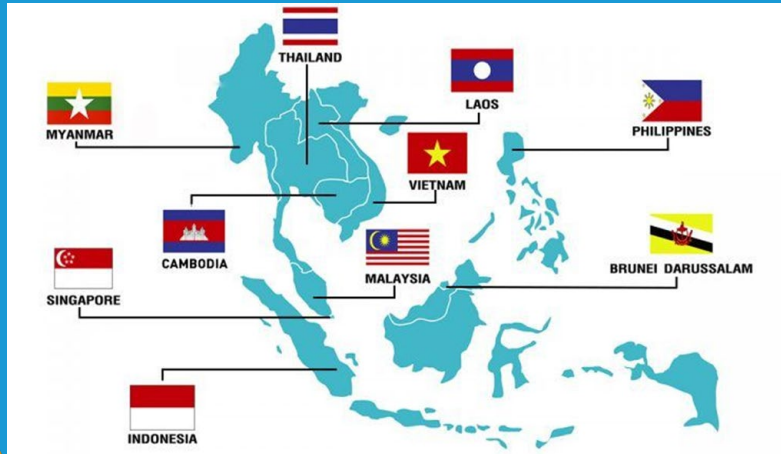 THAILAND
LAOS
MYANMAR
PHILIPPINES
VIETNAM
CAMBODIA
MALAYSIA
BRUNEI DARUSSALAM
SINGAPORE
INDONESIA